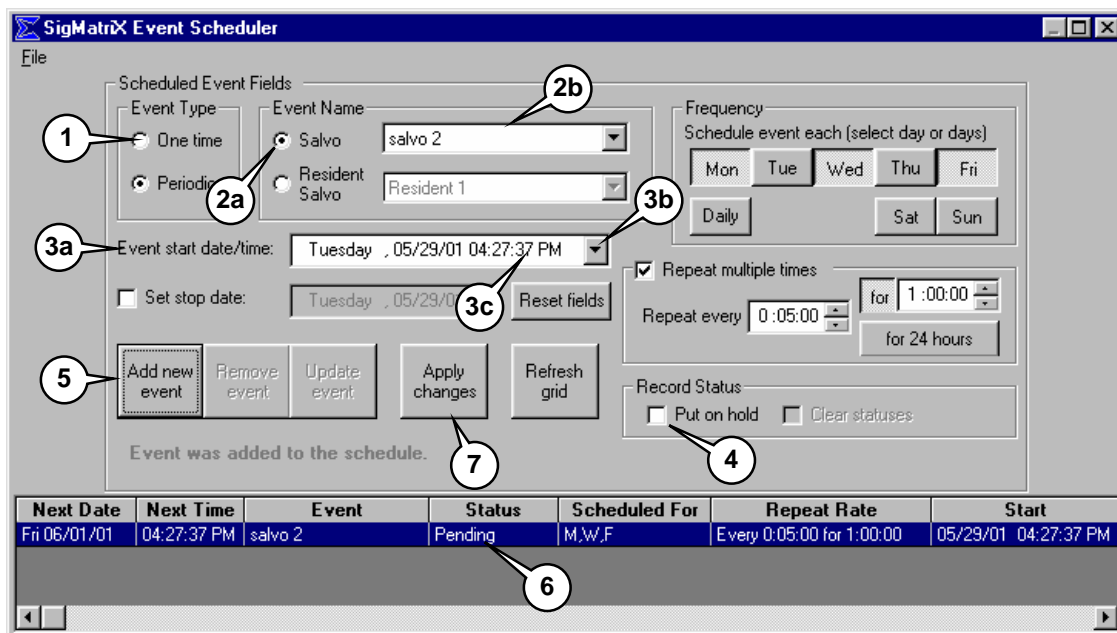 SigMatriX Event Scheduler
File
Scheduled Event Fields
Event Type
1
One time
Periodic
Event Name
2a
Salvo
2b
salvo 2
Resident
Salvo
Resident 1
Frequency
Schedule event each (select day or days)
Mon Tue Wed Thu Fri
Daily Sat Sun
3a
Event start date/time:
Tuesday , 05/29/01 04:27:37 PM
3b
3c
Set stop date:
Tuesday , 05/29/
Reset fields
Repeat multiple times
Repeat every 0 :05:00
for 1 :00:00
for 24 hours
5
Add new
event
Remove
event
Update
event
Apply
changes
Refresh
grid
7
Record Status
Put on hold
Clear statuses
4
Event was added to the schedule.
Next Date Next Time Event Status Scheduled For Repeat Rate Start
Fri 06/01/01 04:27:37 PM salvo 2 Pending M,W,F Every 0:05:00 for 1:00:00 05/29/01 04:27:37 PM
6